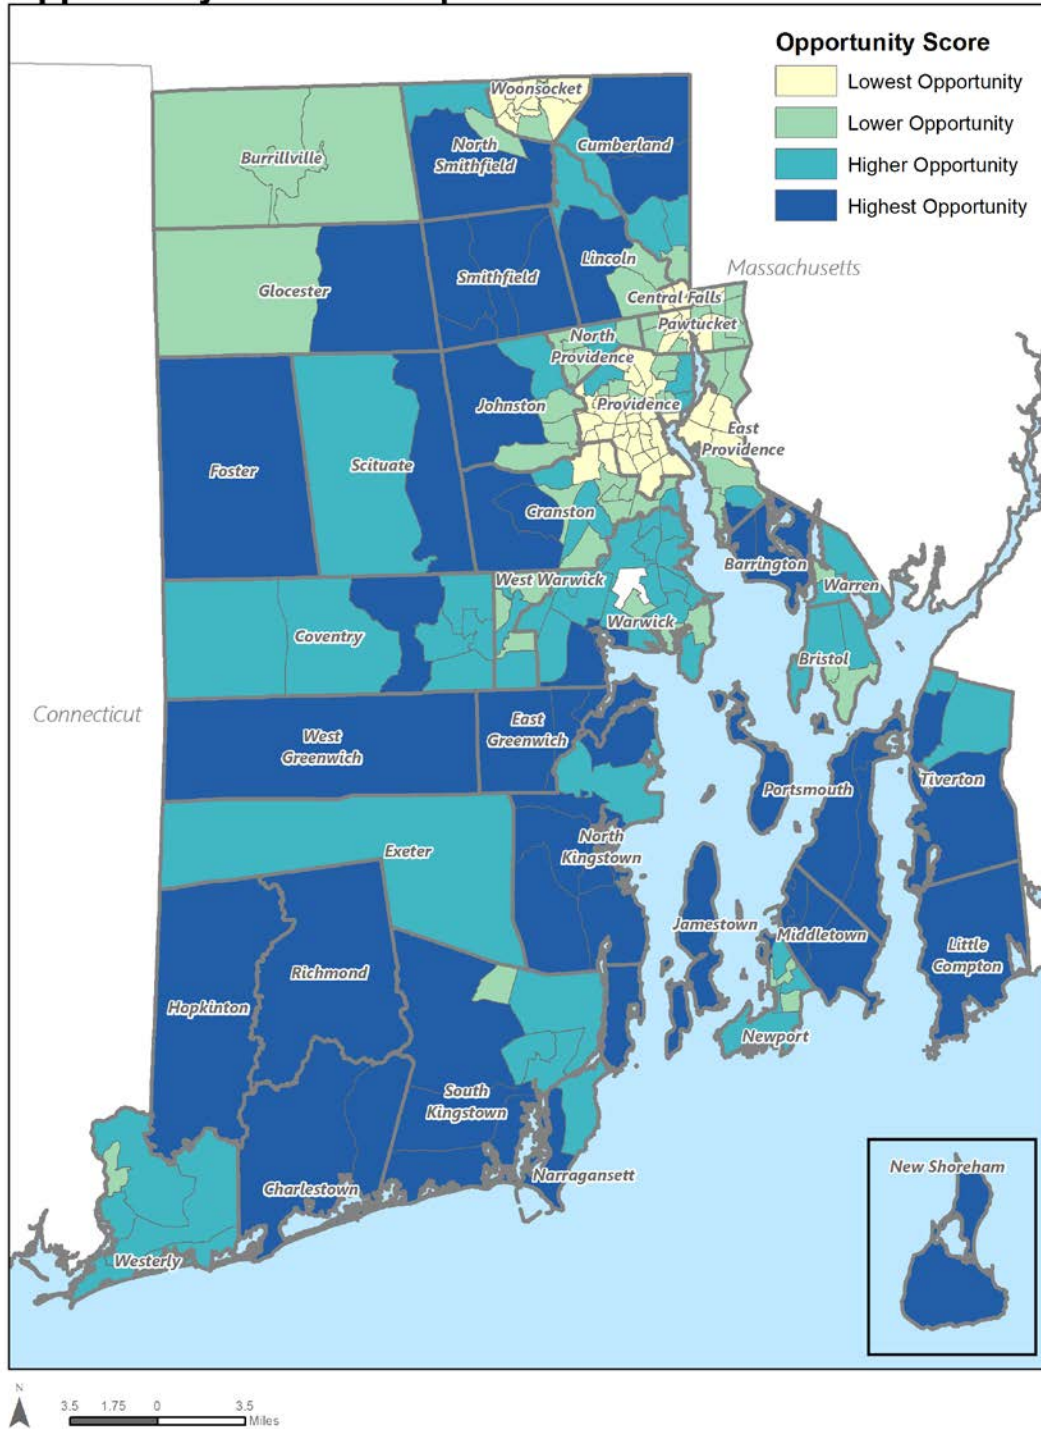 Opportunity Score
Lowest Opportunity
Lower Opportunity
Higher Opportunity
Highest Opportunity
Woonsocket
Burrillville
North
Smithfield
Cumberland
Massachusetts
Lincoln
Smithfield
Glocester
Central Falls
Pawtucket
North
Providence
Johnston
Providence
East
Providence
Foster
Scituate
Cranston
Barrington
West Warwick
Warren
Warwick
Coventry
Bristol
Connecticut
West
Greenwich
East
Greenwich
Tiverton
Portsmouth
North
Kingstown
Exeter
Jamestown
Middletown
Little
Compton
Richmond
Hopkinton
Newport
South
Kingstown
New Shoreham
Narragansett
Charlestown
Westerly
N
3.5 1.75 0 3.5
Miles